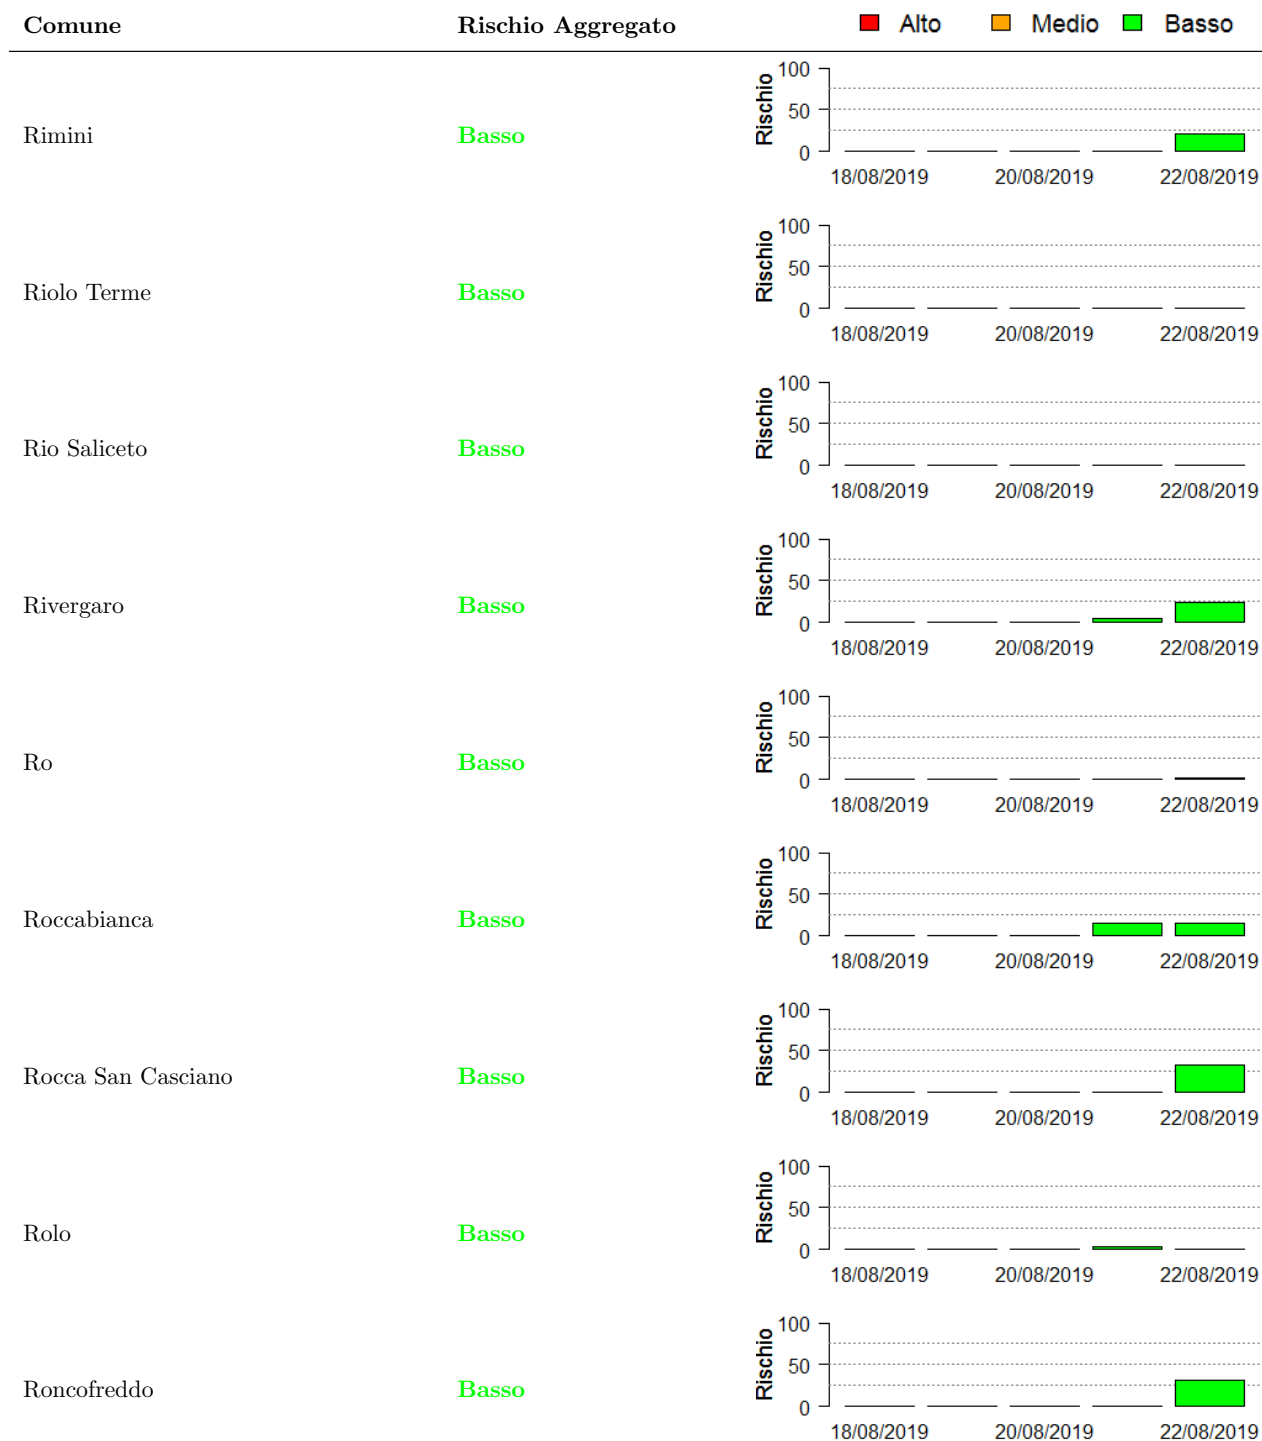 Comune Rischio Aggregato Alto Medio Basso
100
50
0
Rischio
Rimini Basso
18/08/2019 20/08/2019 22/08/2019
100
50
0
Rischio
Riolo Terme Basso
18/08/2019 20/08/2019 22/08/2019
100
50
0
Rischio
Rio Saliceto Basso
18/08/2019 20/08/2019 22/08/2019
100
50
0
Rischio
Rivergaro Basso
18/08/2019 20/08/2019 22/08/2019
100
50
0
Rischio
Ro Basso
18/08/2019 20/08/2019 22/08/2019
100
50
0
Rischio
Roccabianca Basso
18/08/2019 20/08/2019 22/08/2019
100
50
0
Rischio
Rocca San Casciano Basso
18/08/2019 20/08/2019 22/08/2019
100
50
0
Rischio
Rolo Basso
18/08/2019 20/08/2019 22/08/2019
100
50
0
Rischio
Roncofreddo Basso
18/08/2019 20/08/2019 22/08/2019